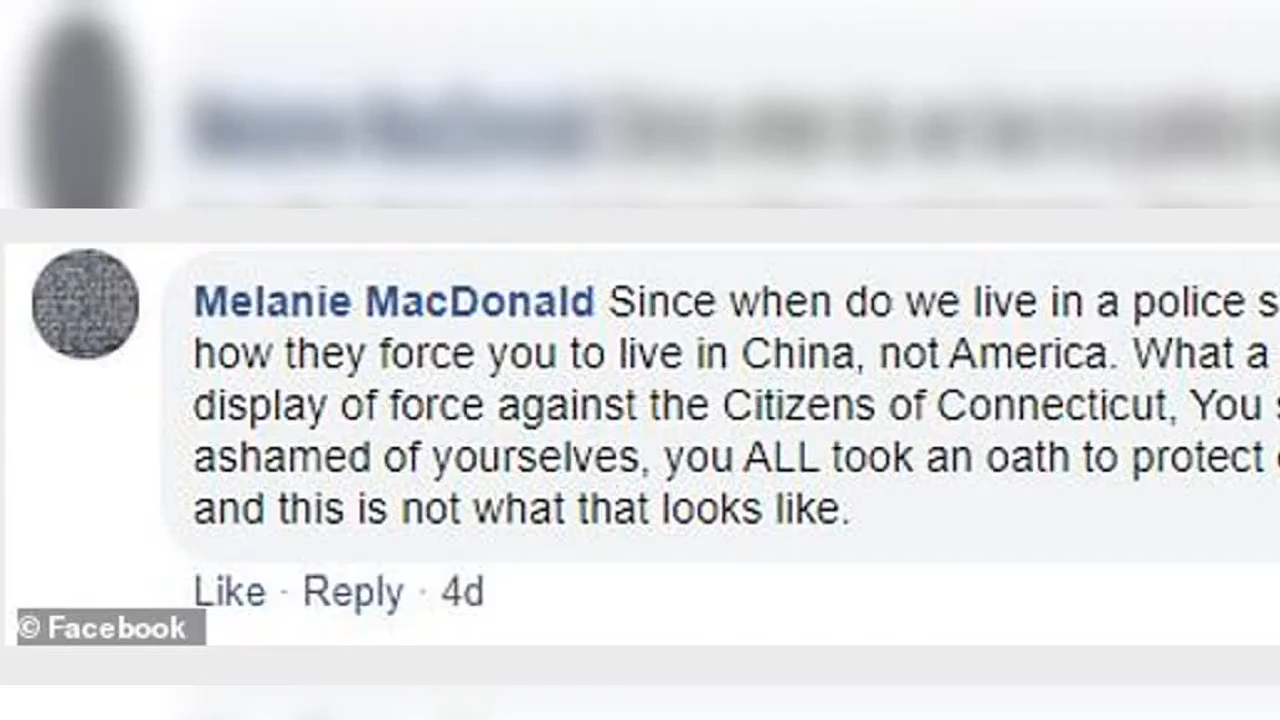 Melanie MacDonald Since when do we live in a police s
how they force you to live in China, not America. What a
display of force against the Citizens of Connecticut, You s
ashamed of yourselves, you ALL took an oath to protect
and this is not what that looks like.
Like · Reply · 4d
© Facebook